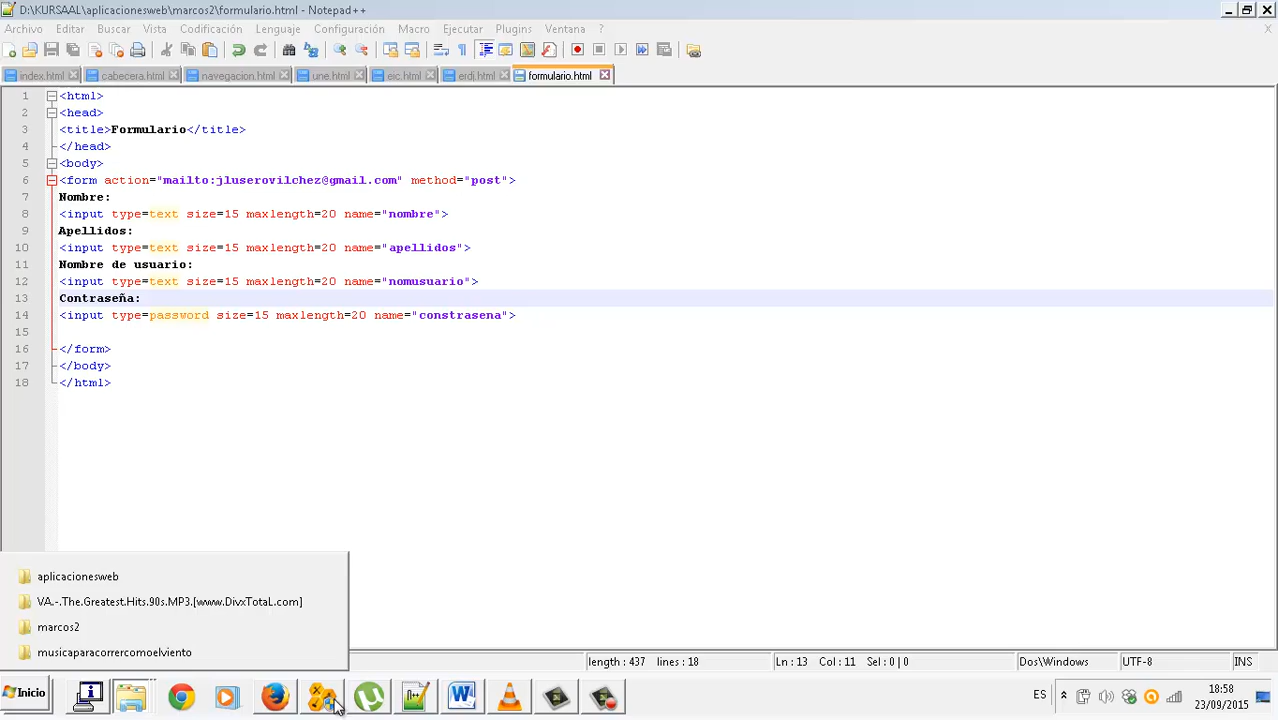 D:\KURSAAL\aplicacionesweb\marcos2\formulario.html - Notepad++
Archivo Editar Buscar Vista Codificación Lenguaje Configuración Macro Ejecutar Plugins Ventana ? X
index.html cabecera.html navegacion.html une.html eic.html erdj.html formulario.html
1 <html>
2 <head>
3 <title>Formulario</title>
4 </head>
5 <body>
6 <form action="mailto:jluserovilchez@gmail.com" method="post">
7 Nombre:
8 <input type=text size=15 maxlength=20 name="nombre">
9 Apellidos:
10 <input type=text size=15 maxlength=20 name="apellidos">
11 Nombre de usuario:
12 <input type=text size=15 maxlength=20 name="nomusuario">
13 Contraseña:
14 <input type=password size=15 maxlength=20 name="constrasena">
15
16 </form>
17 </body>
18 </html>
aplicacionesweb
VA.-.The.Greatest.Hits.90s.MP3.[www.DivxTotaL.com]
marcos2
musicaparacorrercomoelviento
length : 437 lines : 18 Ln : 13 Col : 11 Sel : 0 | 0 Dos\Windows UTF-8 INS
Inicio ES 18:58
23/09/2015